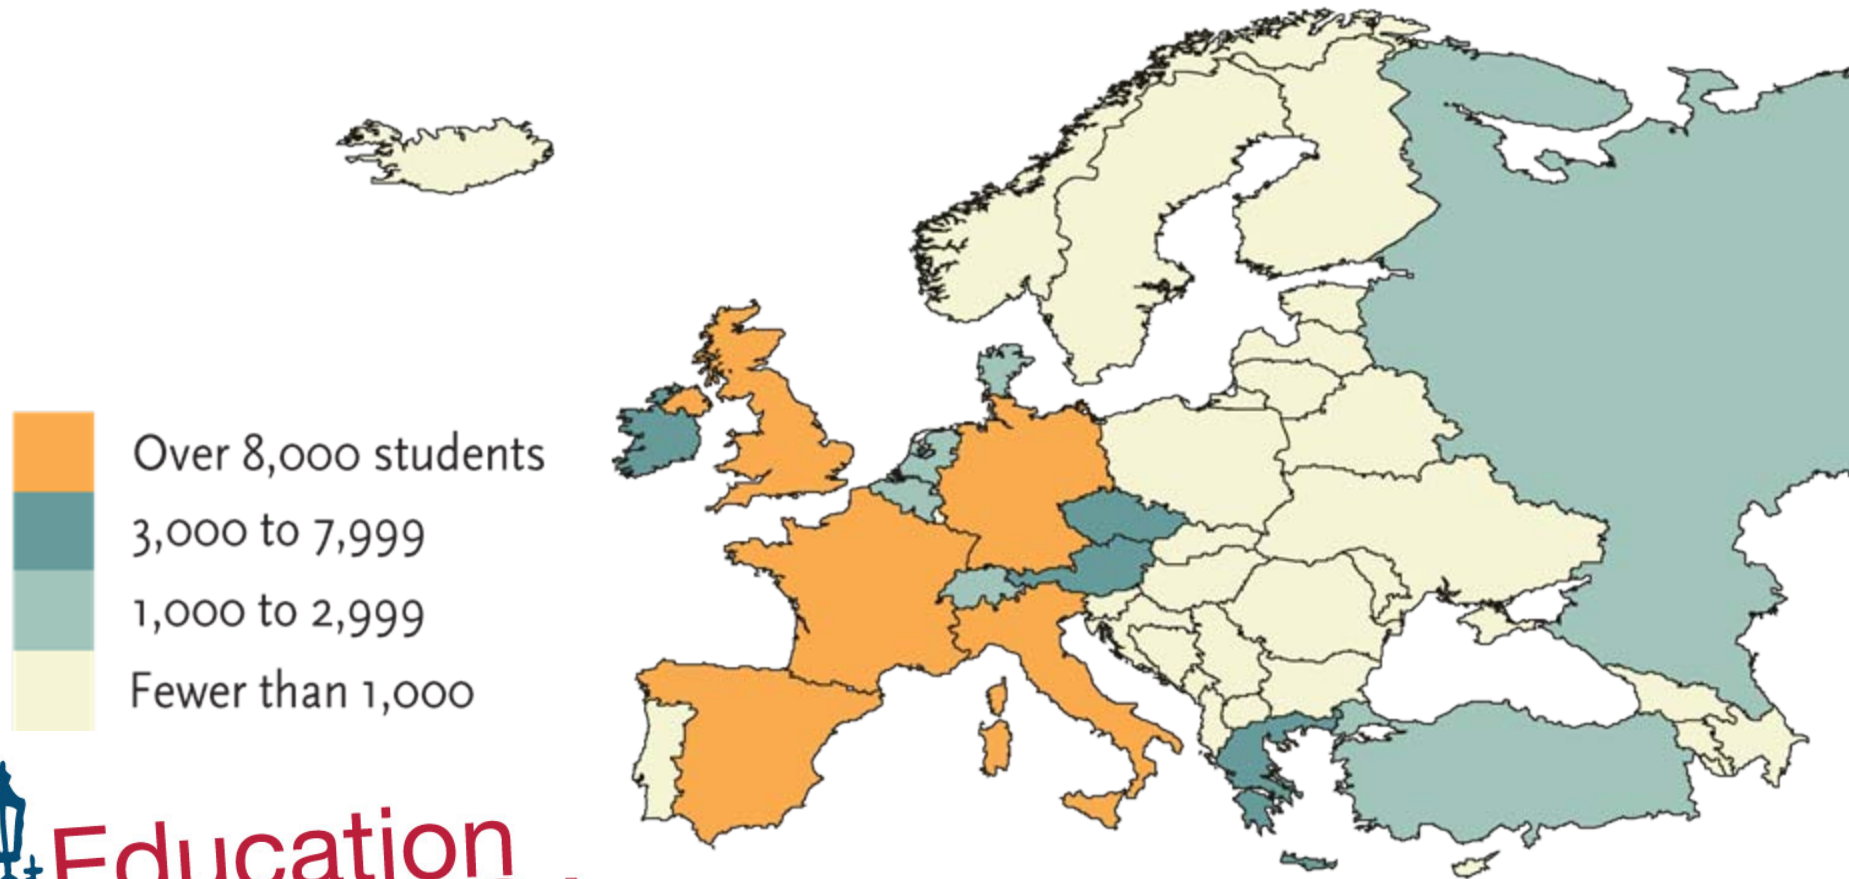 Over 8,000 students
3,000 to 7,999
1,000 to 2,999
Fewer than 1,000
Education